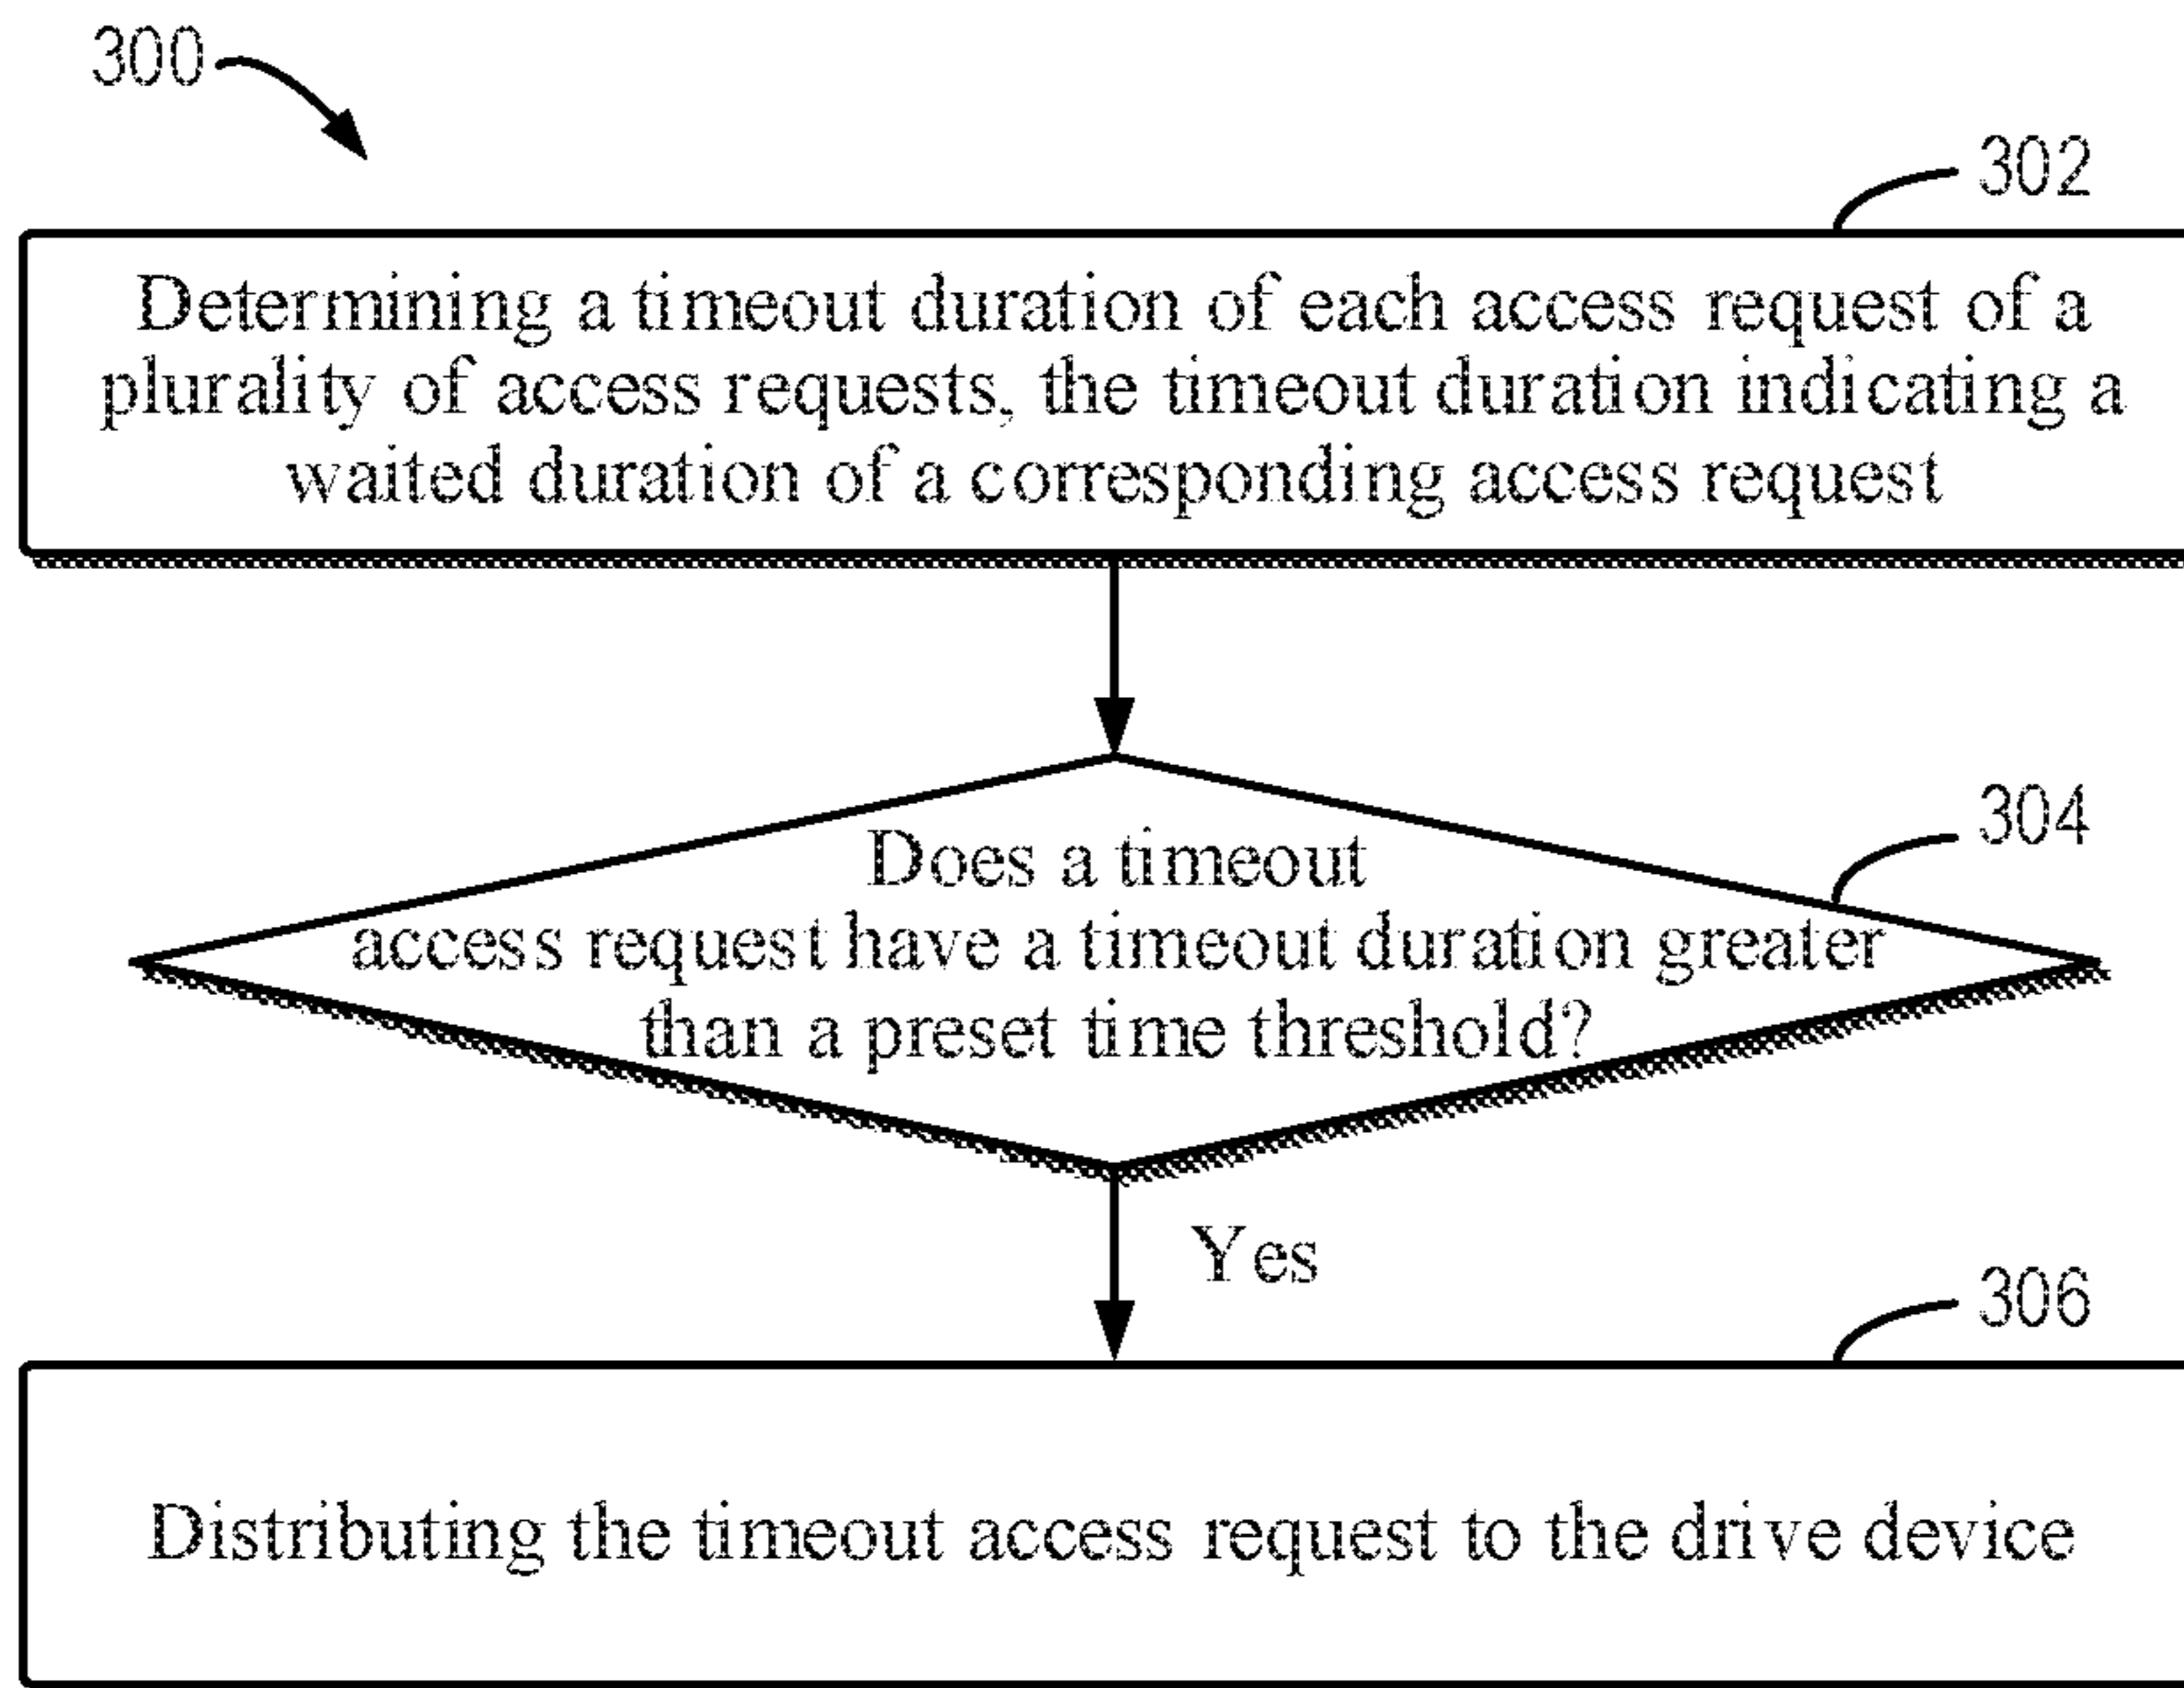 300
302
Determining a timeout duration of each access request of a
plurality of access requests, the timeout duration indicating a
waited duration of a corresponding access request
304
Does a timeout
access request have a timeout duration greater
than a preset time threshold?
Yes
306
Distributing the timeout access request to the drive device